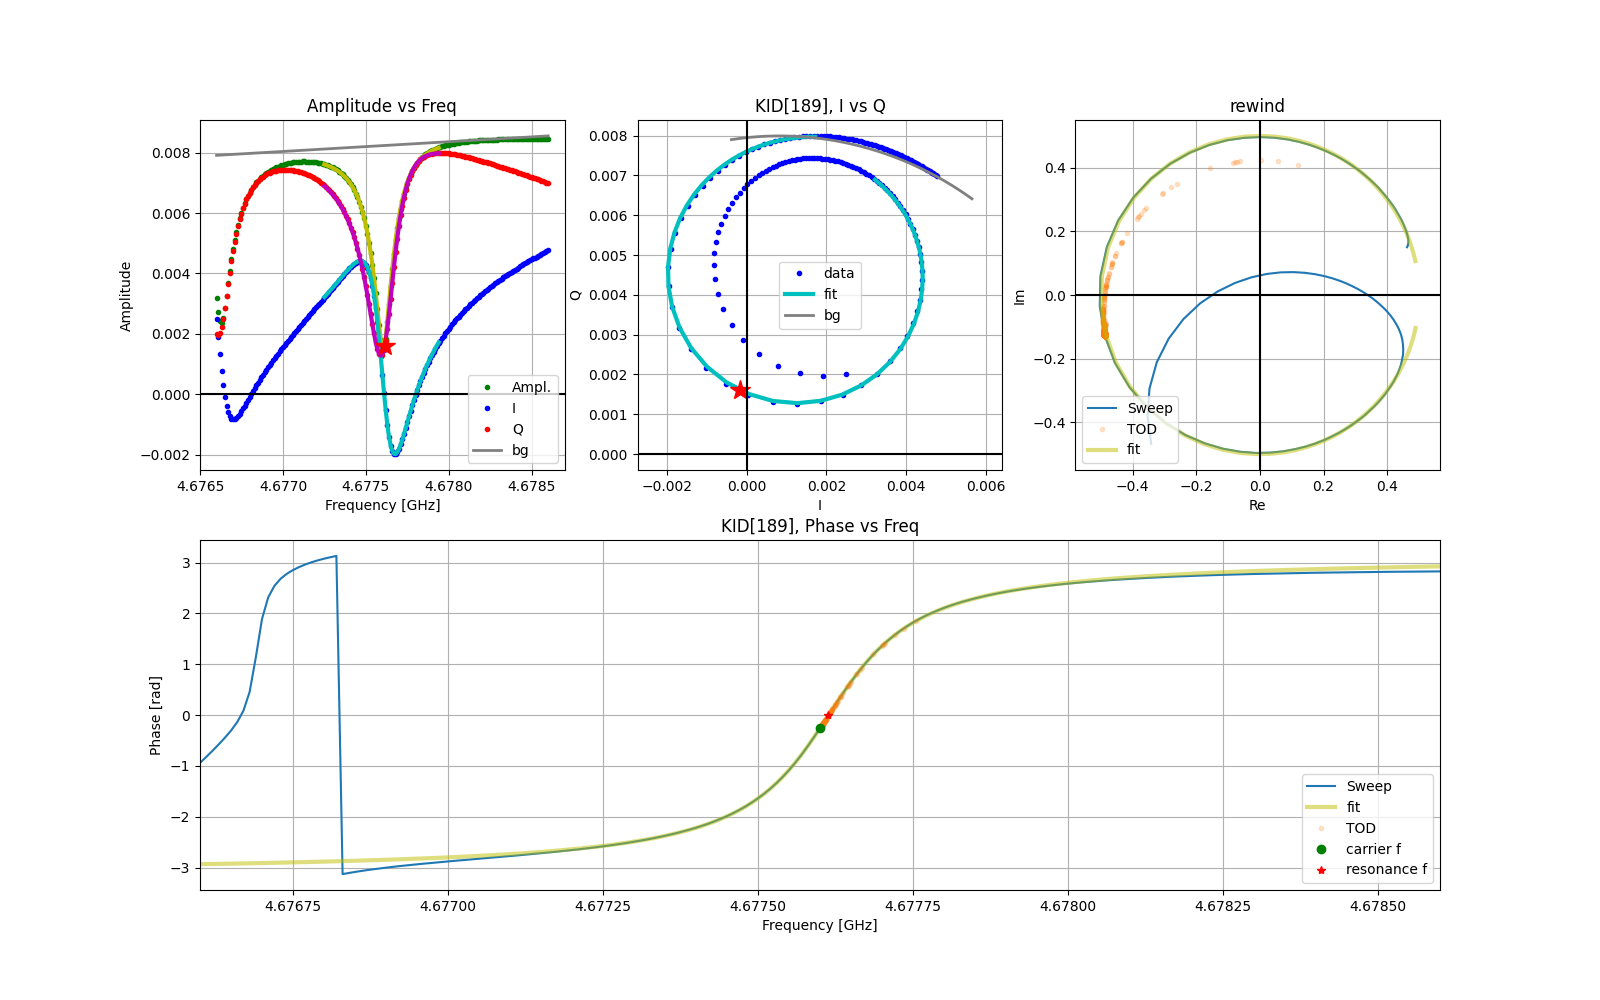 Amplitude vs Freq
Amplitude
0.008
0.006
0.004
0.002
0.000
−0.002
4.6765 4.6770 4.6775 4.6780 4.6785
Frequency [GHz]
Ampl.
I
Q
bg
KID[189], I vs Q
Q
0.008
0.007
0.006
0.005
0.004
0.003
0.002
0.001
0.000
−0.002 0.000 0.002 0.004 0.006
I
data
fit
bg
rewind
Im
0.4
0.2
0.0
−0.2
−0.4
−0.4 −0.2 0.0 0.2 0.4
Re
Sweep
TOD
fit
KID[189], Phase vs Freq
Phase [rad]
3
2
1
0
−1
−2
−3
4.67675 4.67700 4.67725 4.67750 4.67775 4.67800 4.67825 4.67850
Frequency [GHz]
Sweep
fit
TOD
carrier f
resonance f